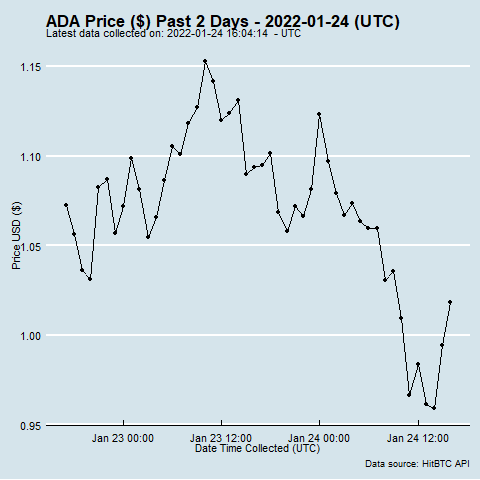 ADA Price ($) Past 2 Days - 2022-01-24 (UTC)
Latest data collected on: 2022-01-24 16:04:14 - UTC
1.15
1.10
1.05
1.00
0.95
Price USD ($)
Jan 23 00:00
Jan 23 12:00
Jan 24 00:00
Jan 24 12:00
Date Time Collected (UTC)
Data source: HitBTC API